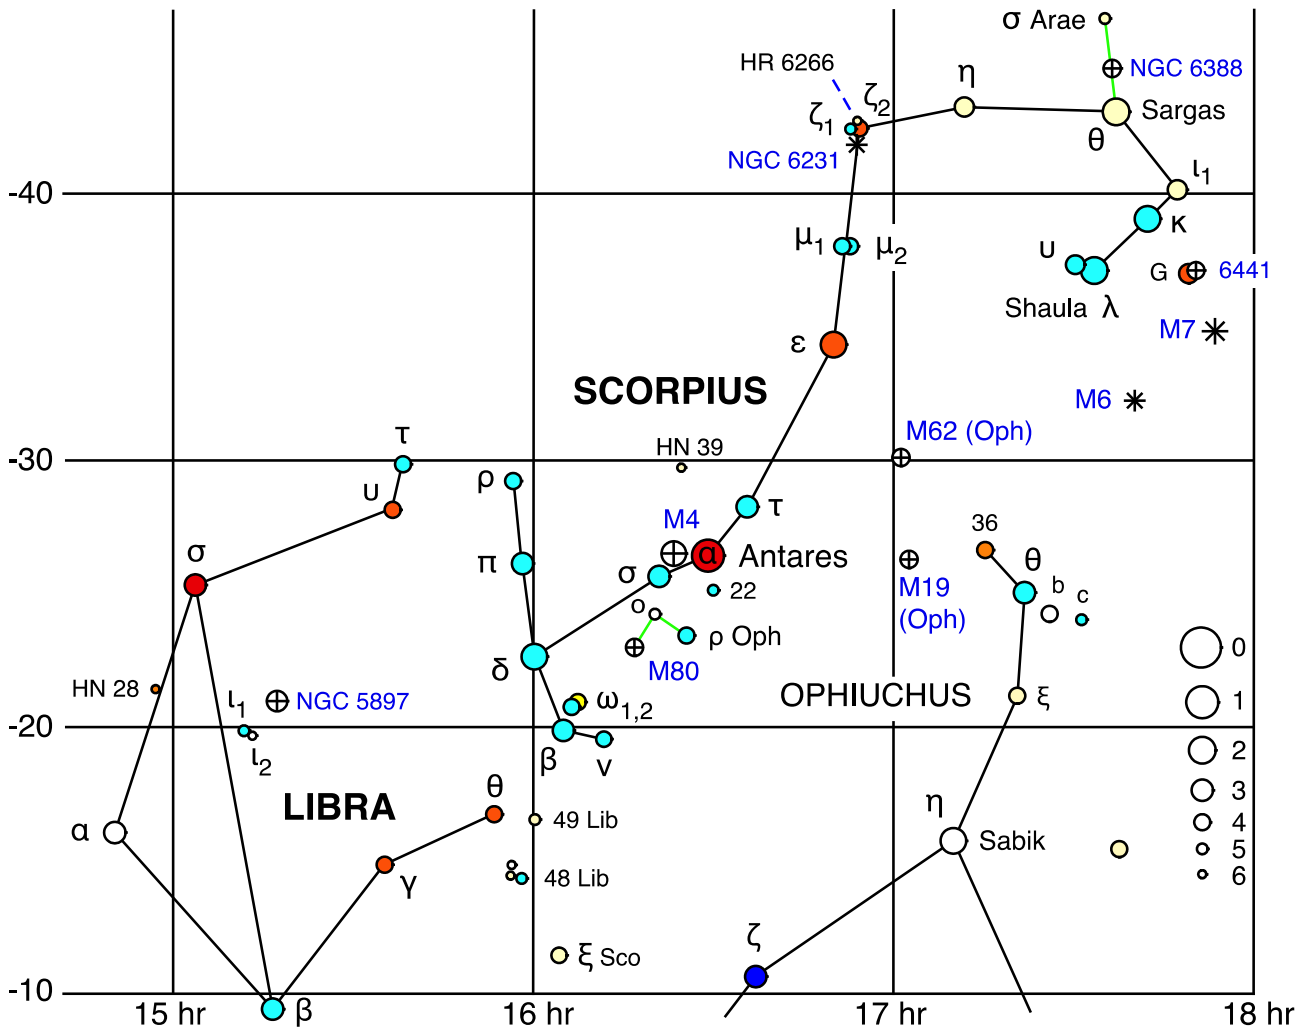 σ Arae
NGC 6388
HR 6266
ζ2
η
ζ1
Sargas
θ
NGC 6231
ι1
-40
κ
μ1
μ2
υ
G
6441
Shaula λ
M7
ε
SCORPIUS
M6
M62 (Oph)
τ
HN 39
-30
ρ
υ
M4
τ
36
σ
α
Antares
θ
π
σ
b
c
22
M19
(Oph)
o
ρ Oph
0
δ
M80
HN 28
NGC 5897
ω1,2
OPHIUCHUS
ξ
1
ι1
-20
ι2
β
ν
2
θ
3
LIBRA
η
α
49 Lib
Sabik
4
5
γ
48 Lib
6
ζ
ξ Sco
-10
15 hr
β
16 hr
17 hr
18 hr